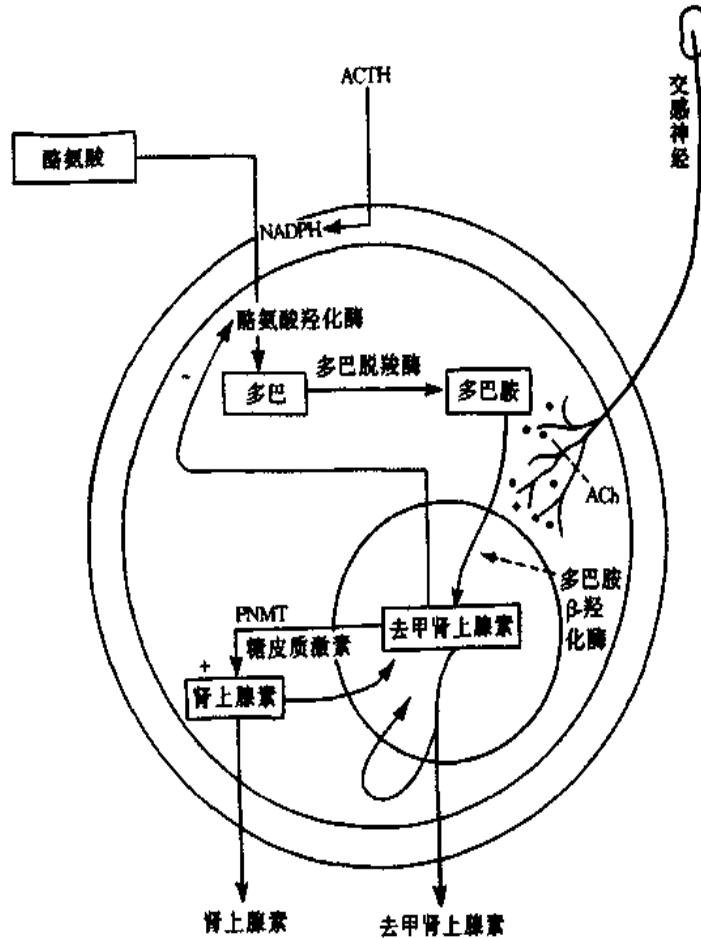 ACTH
交感神经
酪氨酸
NADPH
酪氨酸羟化酶
多巴脱羧酶
多巴
多巴胺
ACh
多巴胺
β-羟
化酶
PNMT
去甲肾上腺素
糖皮质激素
+
肾上腺素
肾上腺素
去甲肾上腺素